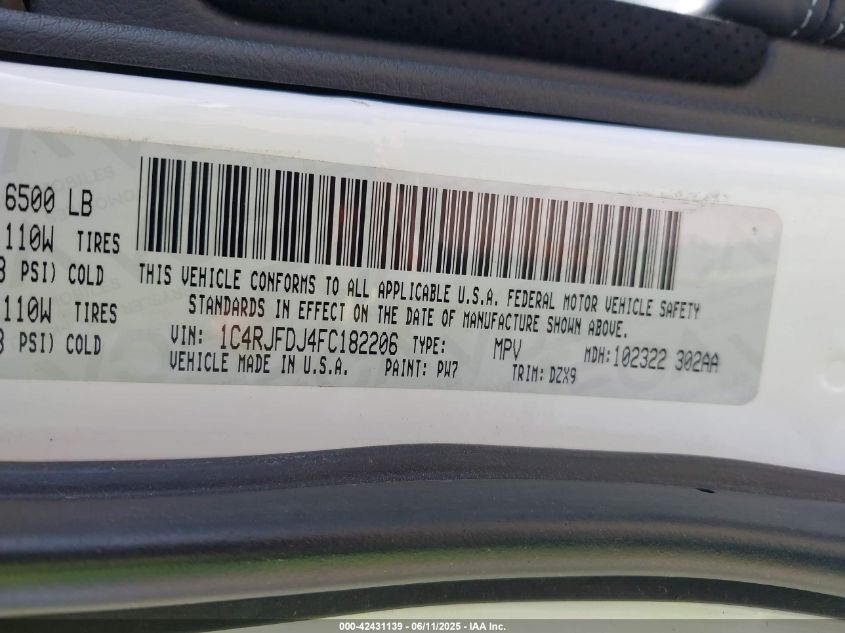 6500 LB
110W TIRES
PSI) COLD
110W TIRES
PSI) COLD
THIS VEHICLE CONFORMS TO ALL APPLICABLE U.S.A. FEDERAL MOTOR VEHICLE SAFETY
STANDARDS IN EFFECT ON THE DATE OF MANUFACTURE SHOWN ABOVE.
VIN: 1C4RJFDJ4FC182206 TYPE: MPV MDH: 102322 302AA
VEHICLE MADE IN U.S.A. PAINT: PW7 TRIM: DZX9
000-42431139 - 06/11/2025 - IAA Inc.